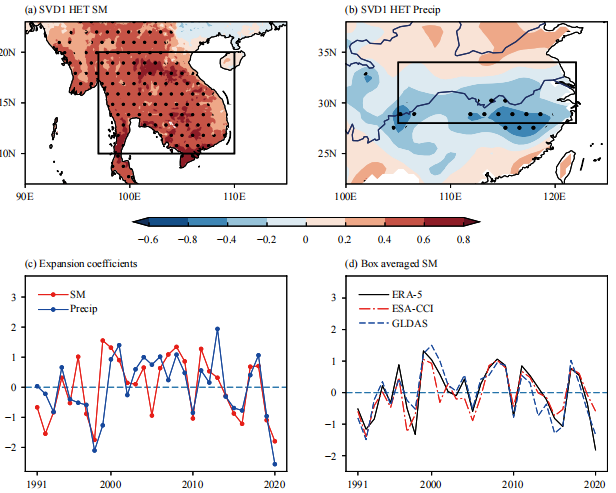 (a) SVD1 HET SM
(b) SVD1 HET Precip
20N
15N
10N
90E 100E 110E
35N
30N
25N
100E 110E 120E
−0.6 −0.4 −0.2 0 0.2 0.4 0.6 0.8
(c) Expansion coefficients
(d) Box averaged SM
SM
Precip
3
2
1
0
−1
−2
1991 2000 2010 2020
ERA-5
ESA-CCI
GLDAS
3
2
1
0
−1
−2
1991 2000 2010 2020